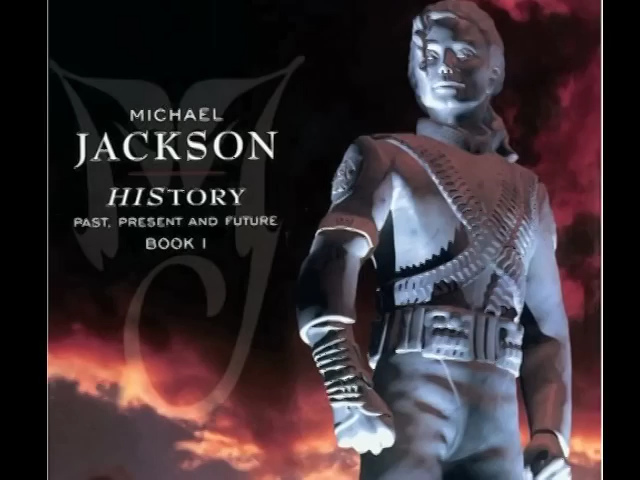 MICHAEL
JACKSON
HISTORY
PAST, PRESENT AND FUTURE
BOOK I